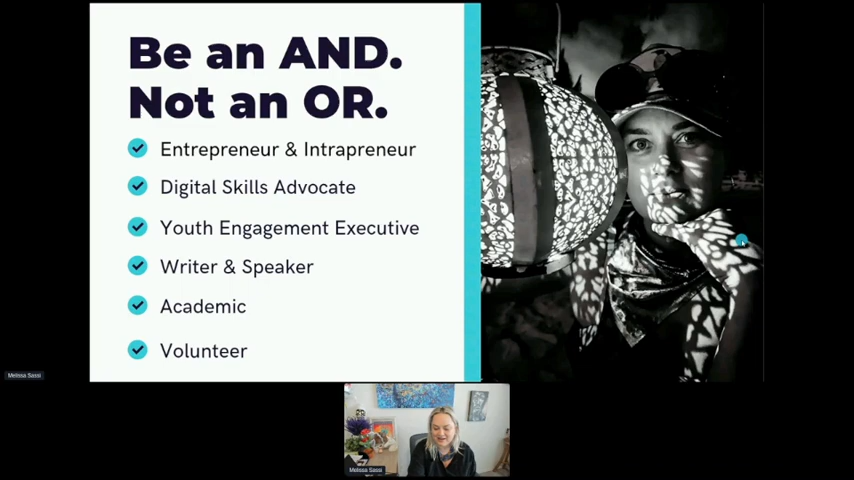 Be an AND.
Not an OR.
Entrepreneur & Intrapreneur
Digital Skills Advocate
Youth Engagement Executive
Writer & Speaker
Academic
Volunteer
Melissa Sassi
Melissa Sassi